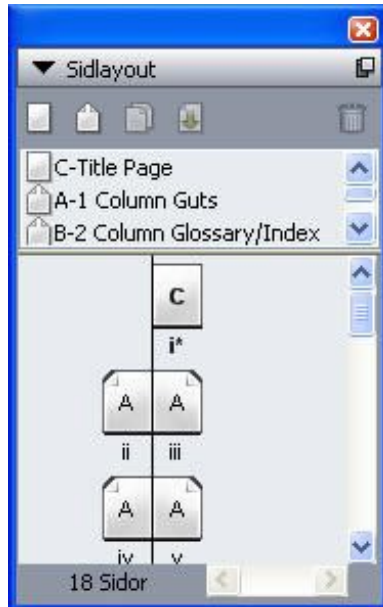 Sidlayout
C-Title Page
A-1 Column Guts
B-2 Column Glossary/Index
C
i*
A A
ii iii
A A
iv v
18 Sidor